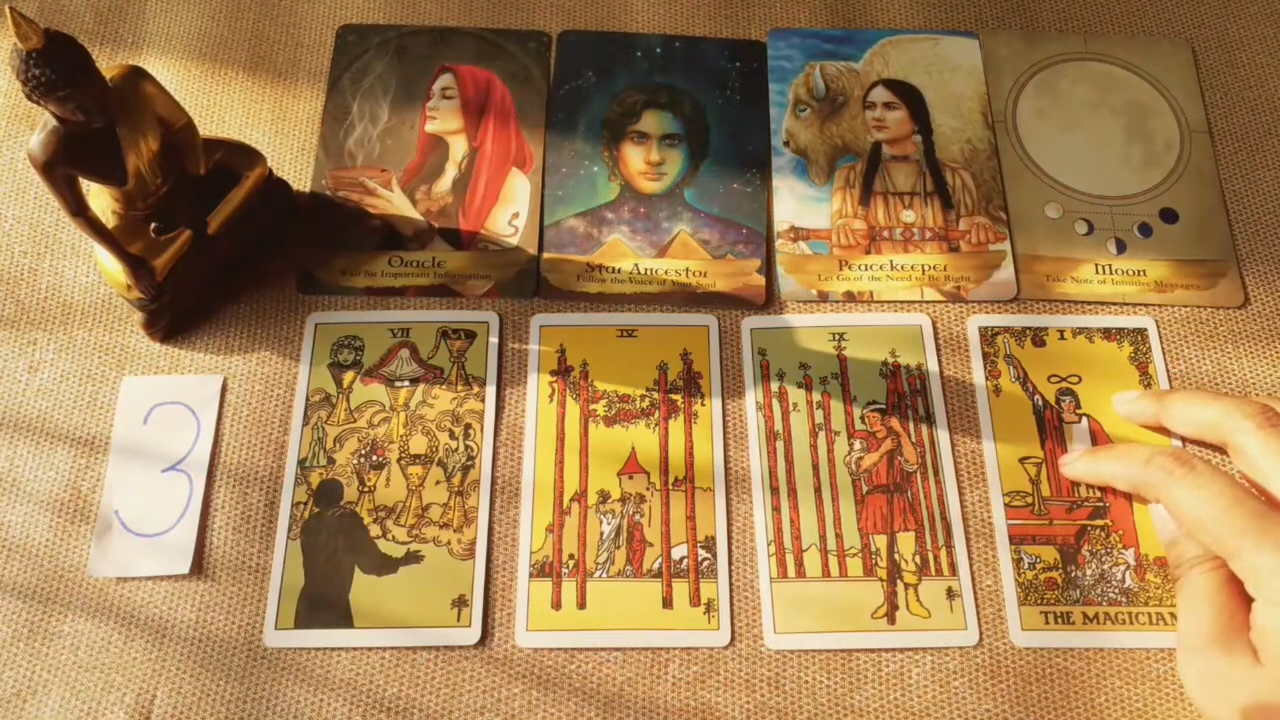 Oracle
Wait for Important Information
Star Ancestor
Follow the Voice of Your Soul
Peacekeeper
Let Go of the Need to Be Right
Moon
Take Note of Intuitive Messages
3
VII
IV
IX
I
THE MAGICIAN